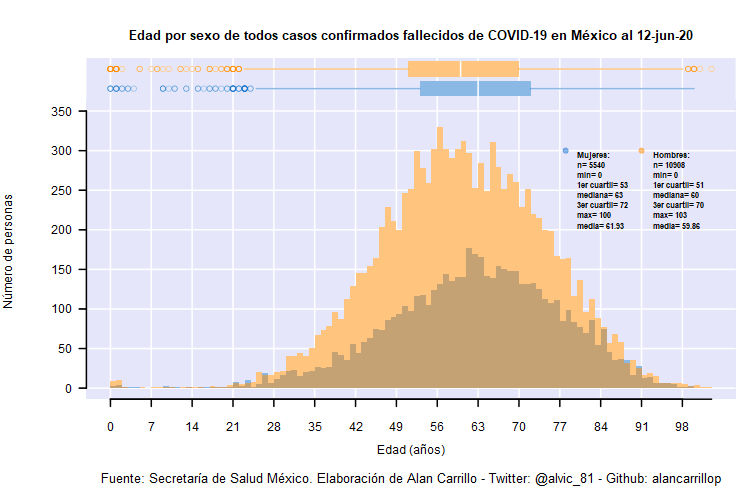 Edad por sexo de todos casos confirmados fallecidos de COVID-19 en México al 12-jun-20
350
300
250
200
150
100
50
0
Número de personas
Mujeres:
n= 5540
min= 0
1er cuartil= 53
mediana= 63
3er cuartil= 72
max= 100
media= 61.93
Hombres:
n= 10908
min= 0
1er cuartil= 51
mediana= 60
3er cuartil= 70
max= 103
media= 59.86
0 7 14 21 28 35 42 49 56 63 70 77 84 91 98
Edad (años)
Fuente: Secretaría de Salud México. Elaboración de Alan Carrillo - Twitter: @alvic_81 - Github: alancarrillop